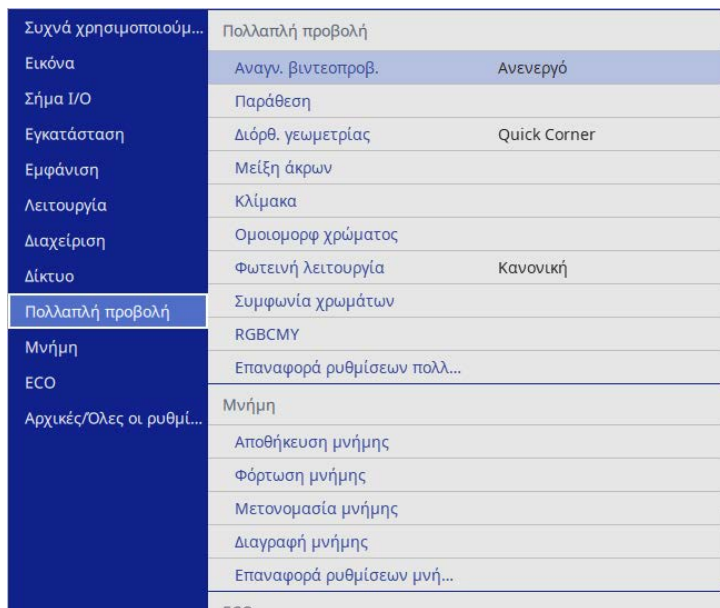 Συχνά χρησιμοποιούμ...
Εικόνα
Σήμα I/O
Εγκατάσταση
Εμφάνιση
Λειτουργία
Διαχείριση
Δίκτυο
Πολλαπλή προβολή
Μνήμη
ECO
Αρχικές/Όλες οι ρυθμί...
Πολλαπλή προβολή
Αναγν. βιντεοπροβ. Ανενεργό
Παράθεση
Διόρθ. γεωμετρίας Quick Corner
Μείξη άκρων
Κλίμακα
Ομοιομορφ χρώματος
Φωτεινή λειτουργία Κανονική
Συμφωνία χρωμάτων
RGBCMY
Επαναφορά ρυθμίσεων πολλ...
Μνήμη
Αποθήκευση μνήμης
Φόρτωση μνήμης
Μετονομασία μνήμης
Διαγραφή μνήμης
Επαναφορά ρυθμίσεων μνή...